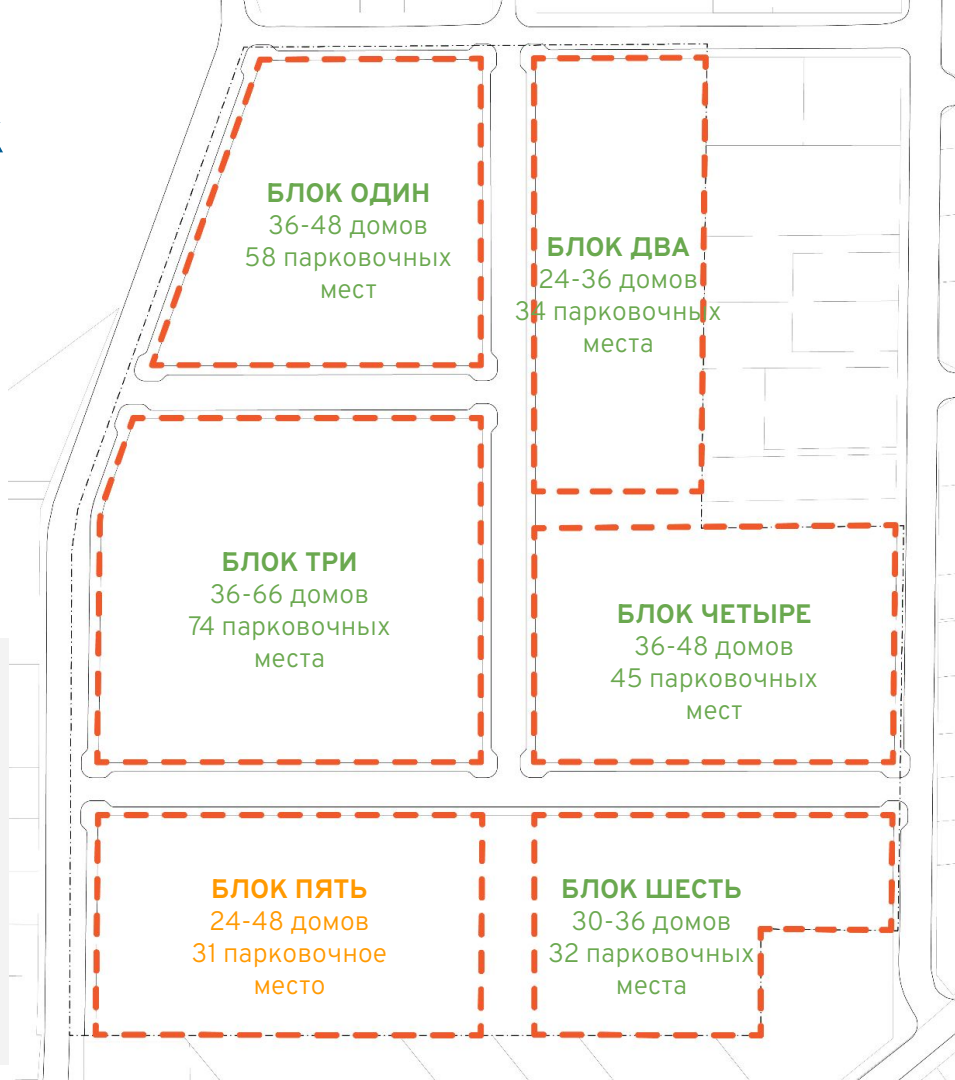 БЛОК ОДИН
36-48 домов
58 парковочных
мест
БЛОК ДВА
24-36 домов
34 парковочных
места
БЛОК ТРИ
36-66 домов
74 парковочных
места
БЛОК ЧЕТЫРЕ
36-48 домов
45 парковочных
мест
БЛОК ПЯТЬ
24-48 домов
31 парковочное
место
БЛОК ШЕСТЬ
30-36 домов
32 парковочных
места